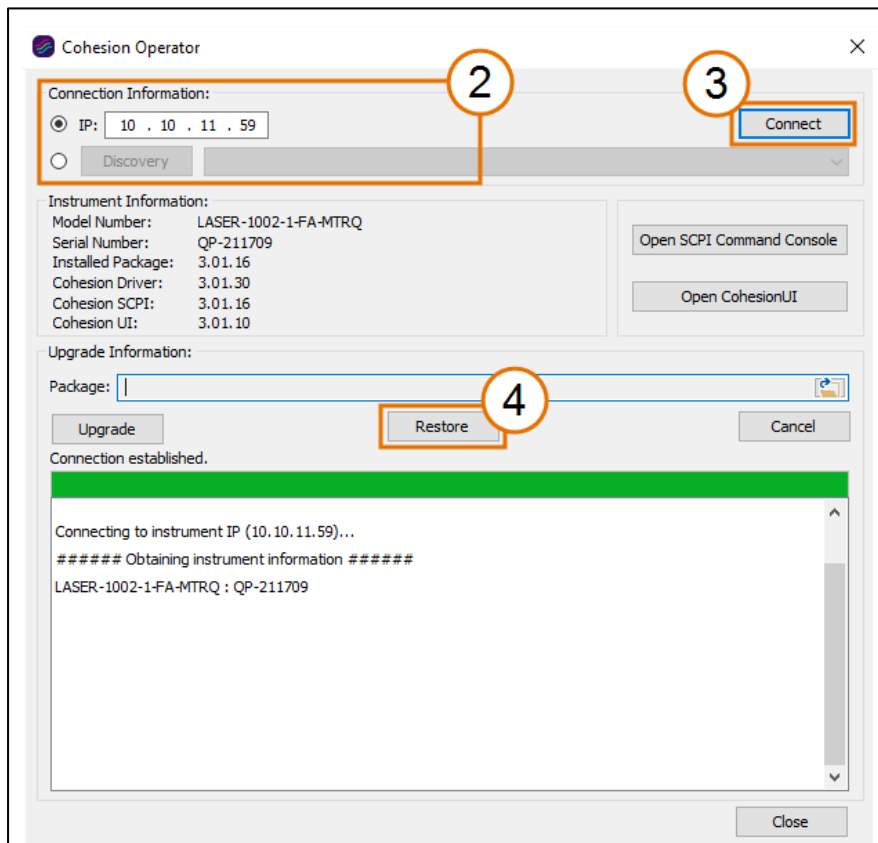 Cohesion Operator
2
3
Connection Information:
IP: 10 . 10 . 11 . 59
Connect
Discovery
Instrument Information:
Model Number: LASER-1002-1-FA-MTRQ
Serial Number: QP-211709
Installed Package: 3.01.16
Cohesion Driver: 3.01.30
Cohesion SCPI: 3.01.16
Cohesion UI: 3.01.10
Open SCPI Command Console
Open CohesionUI
Upgrade Information:
Package:
4
Upgrade
Restore
Cancel
Connection established.
Connecting to instrument IP (10.10.11.59)...
###### Obtaining instrument information ######
LASER-1002-1-FA-MTRQ : QP-211709
Close